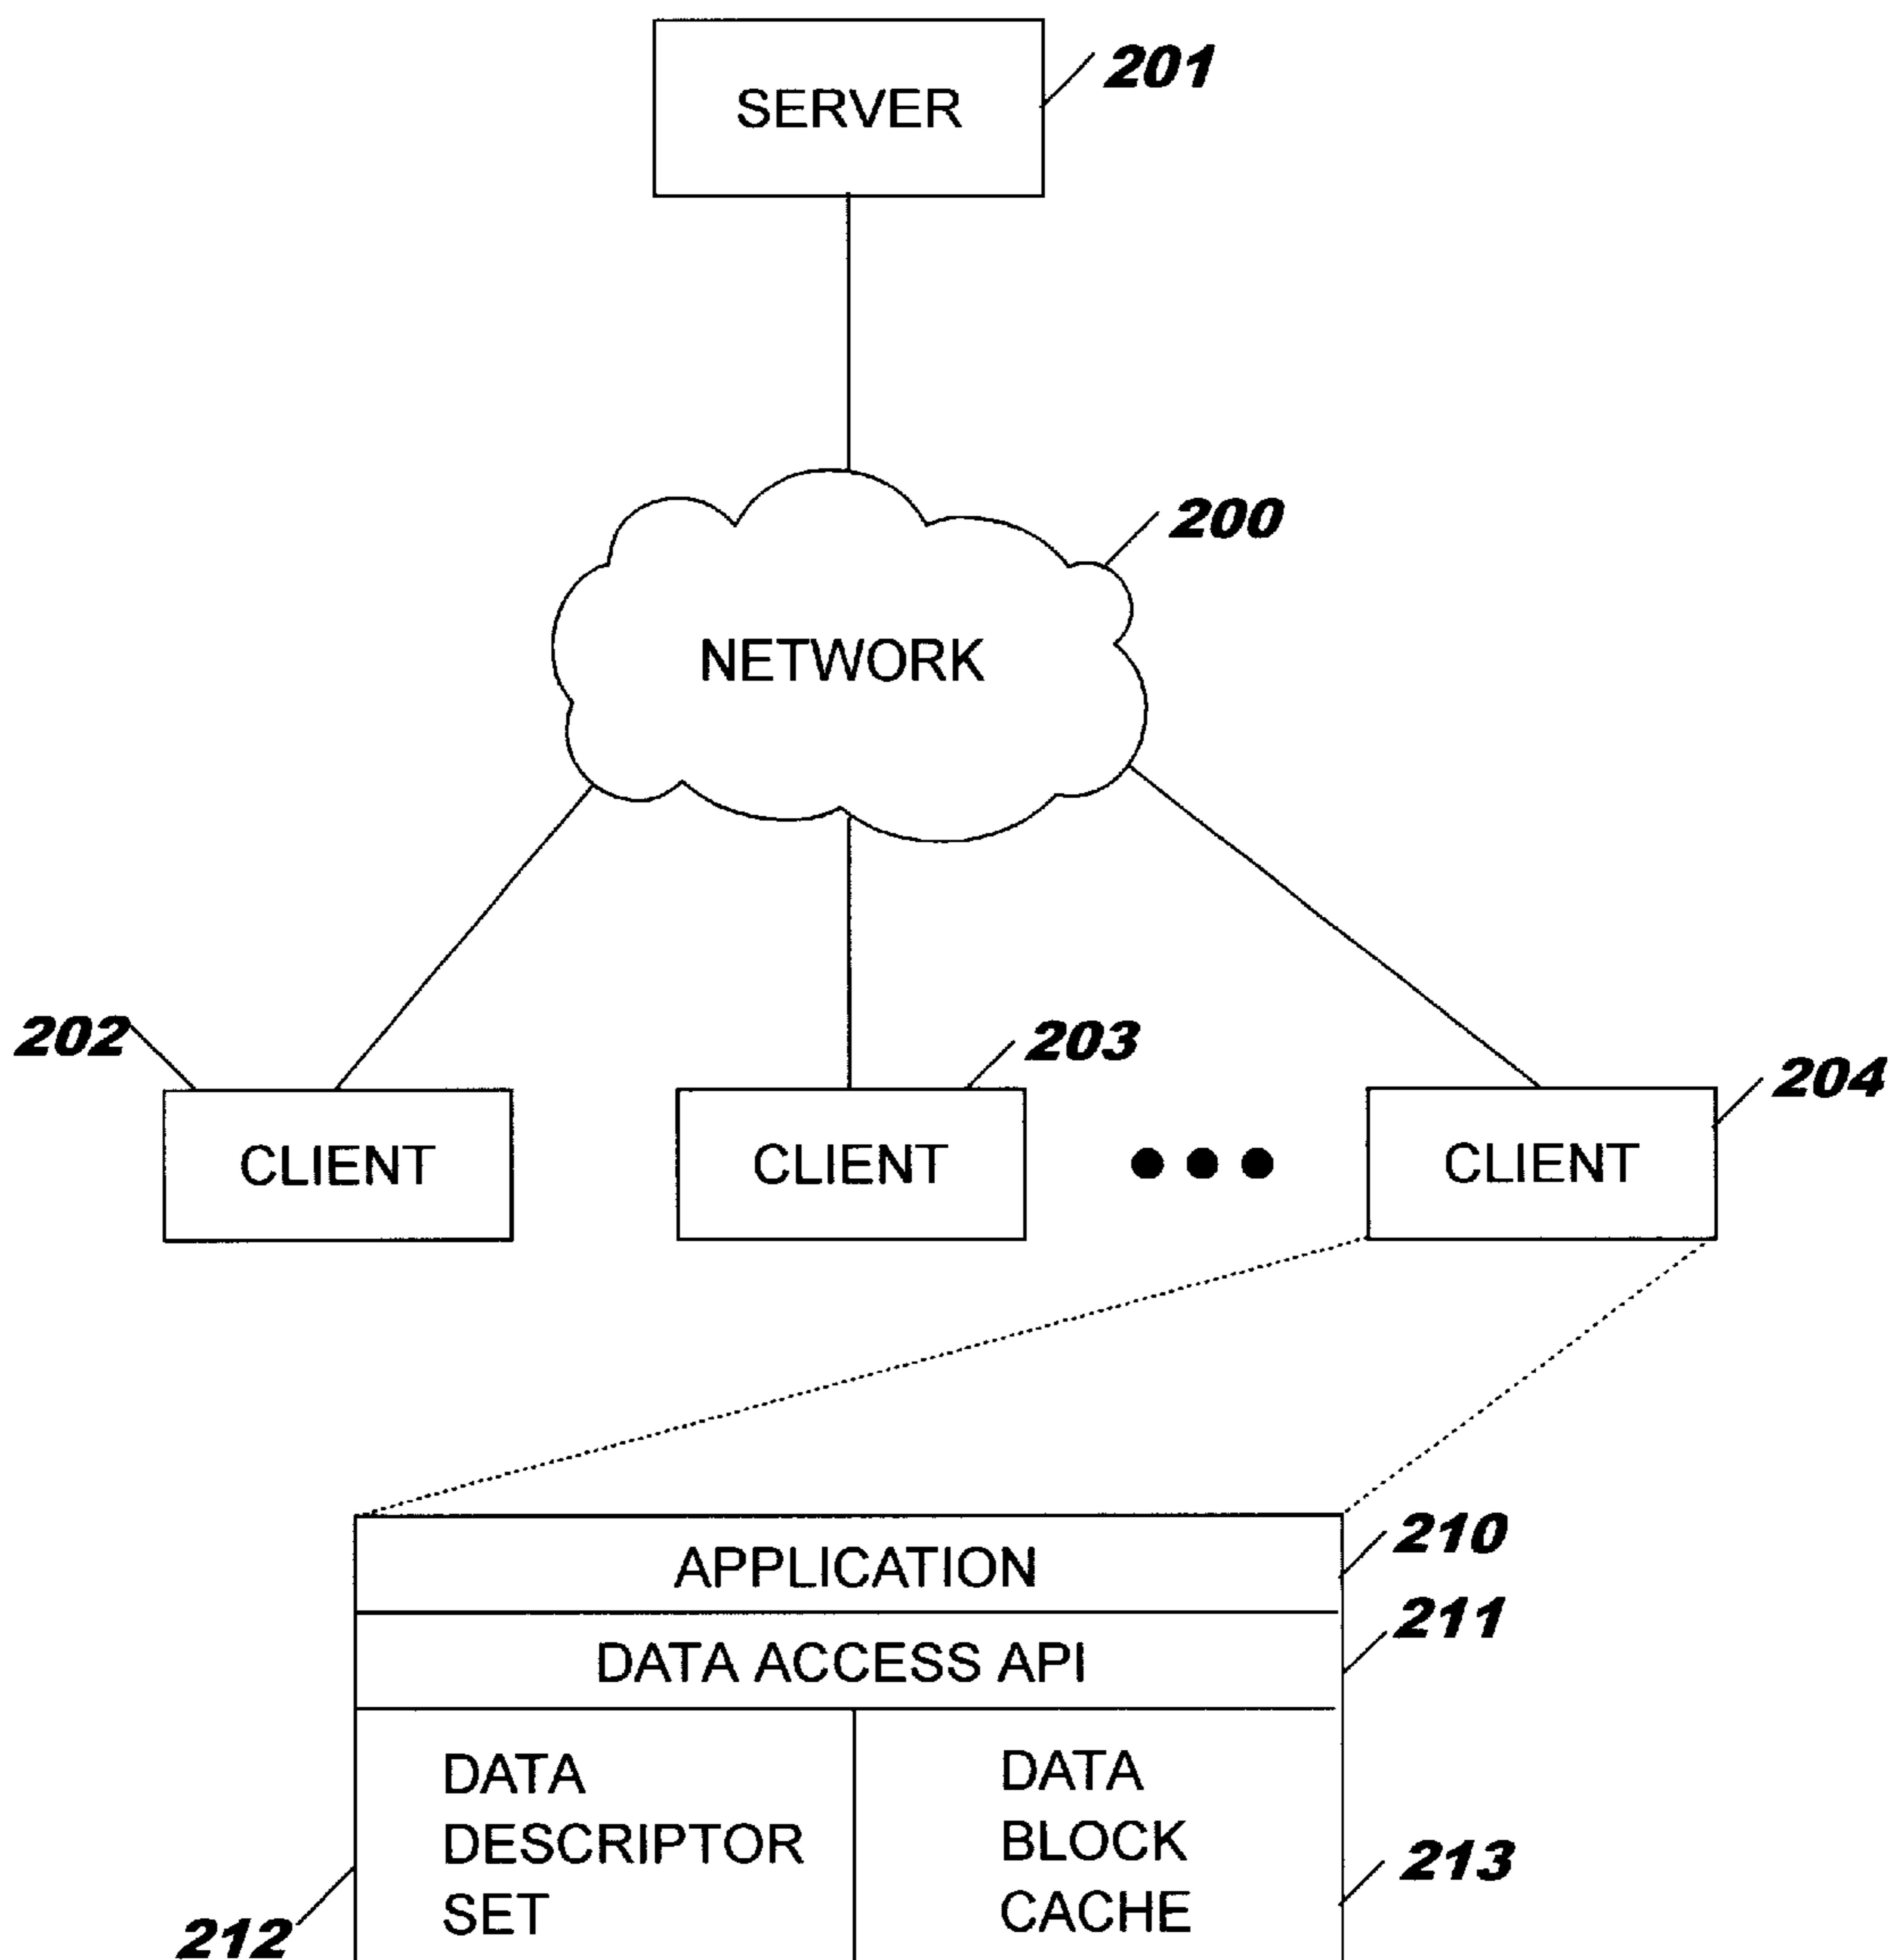 SERVER
201
200
NETWORK
202
203
204
CLIENT
CLIENT
CLIENT
210
APPLICATION
211
DATA ACCESS API
DATA
DESCRIPTOR
SET
212
DATA
BLOCK
CACHE
213